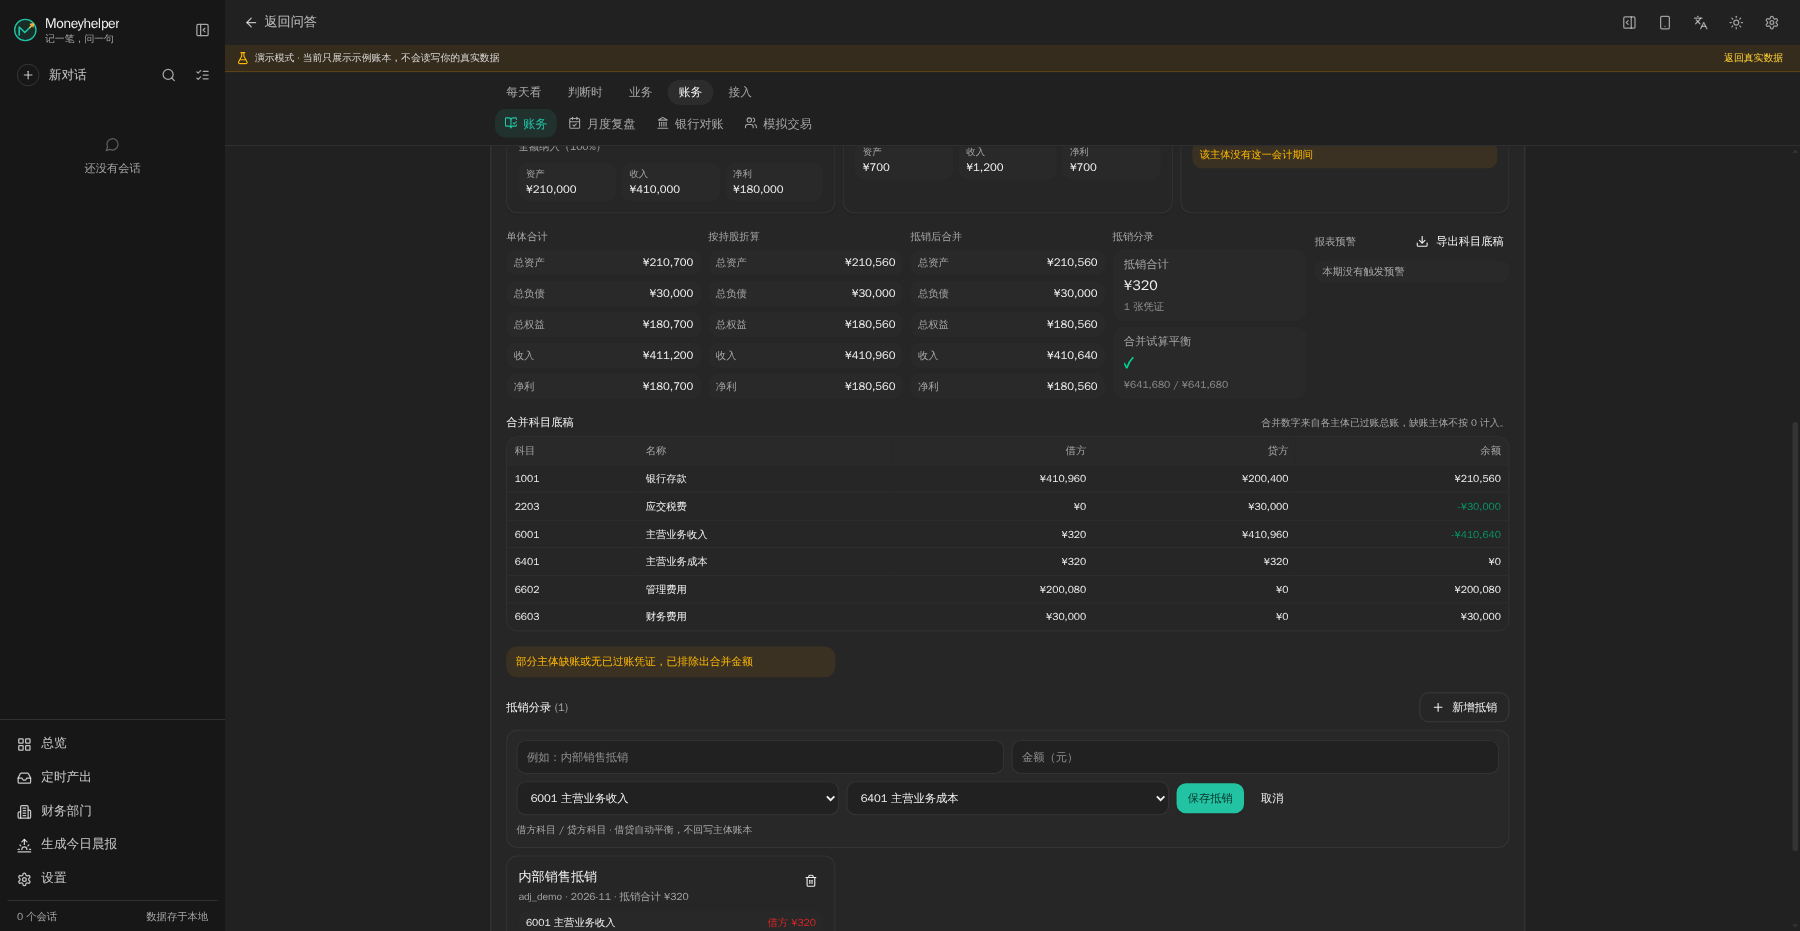 Moneyhelper
记一笔，问一句
新对话
还没有会话
总览
定时产出
财务部门
生成今日晨报
设置
0 个会话 数据存于本地
返回问答
演示模式 · 当前只展示示例账本，不会读写你的真实数据 返回真实数据
每天看 判断时 业务 账务 接入
账务 月度复盘 银行对账 模拟交易
全额纳入（100%）
资产 收入 净利
¥210,000 ¥410,000 ¥180,000
资产 收入 净利
¥700 ¥1,200 ¥700
该主体没有这一会计期间
单体合计
总资产 ¥210,700
总负债 ¥30,000
总权益 ¥180,700
收入 ¥411,200
净利 ¥180,700
按持股折算
总资产 ¥210,560
总负债 ¥30,000
总权益 ¥180,560
收入 ¥410,960
净利 ¥180,560
抵销后合并
总资产 ¥210,560
总负债 ¥30,000
总权益 ¥180,560
收入 ¥410,640
净利 ¥180,560
抵销分录
抵销合计
¥320
1 张凭证
合并试算平衡
✓
¥641,680 / ¥641,680
报表预警 导出科目底稿
本期没有触发预警
合并科目底稿 合并数字来自各主体已过账总账，缺账主体不按 0 计入。
科目 名称 借方 贷方 余额
1001 银行存款 ¥410,960 ¥200,400 ¥210,560
2203 应交税费 ¥0 ¥30,000 -¥30,000
6001 主营业务收入 ¥320 ¥410,960 -¥410,640
6401 主营业务成本 ¥320 ¥320 ¥0
6602 管理费用 ¥200,080 ¥0 ¥200,080
6603 财务费用 ¥30,000 ¥0 ¥30,000
部分主体缺账或无已过账凭证，已排除出合并金额
抵销分录 (1) 新增抵销
例如：内部销售抵销 金额（元）
6001 主营业务收入 6401 主营业务成本 保存抵销 取消
借方科目 / 贷方科目 · 借贷自动平衡，不回写主体账本
内部销售抵销
adj_demo · 2026-11 · 抵销合计 ¥320
6001 主营业务收入 借方 ¥320